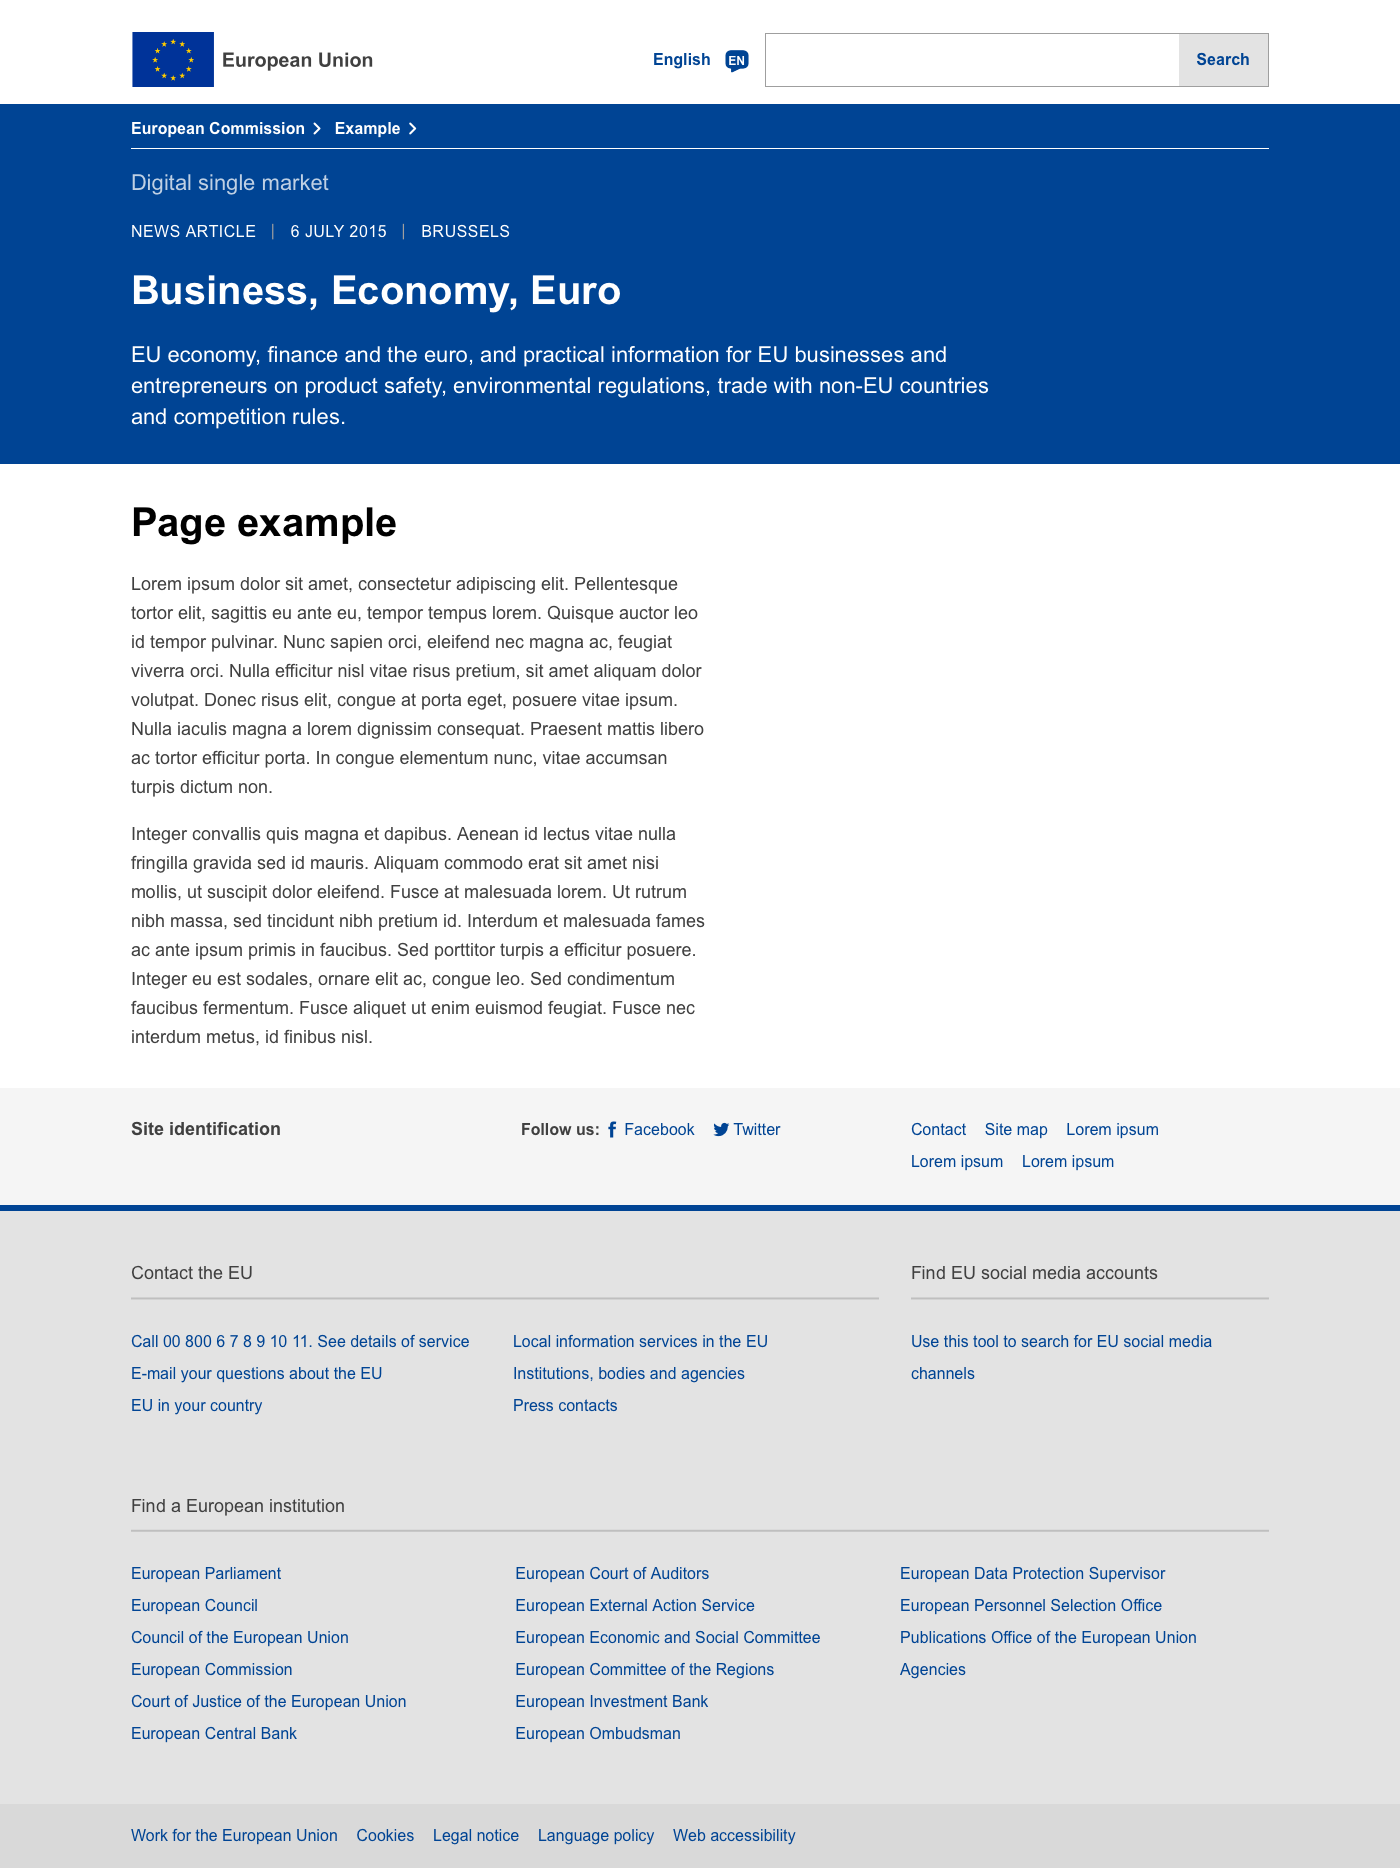 European Union
English EN Search
European Commission Example
Digital single market
NEWS ARTICLE | 6 JULY 2015 | BRUSSELS
Business, Economy, Euro
EU economy, finance and the euro, and practical information for EU businesses and
entrepreneurs on product safety, environmental regulations, trade with non-EU countries
and competition rules.
Page example
Lorem ipsum dolor sit amet, consectetur adipiscing elit. Pellentesque
tortor elit, sagittis eu ante eu, tempor tempus lorem. Quisque auctor leo
id tempor pulvinar. Nunc sapien orci, eleifend nec magna ac, feugiat
viverra orci. Nulla efficitur nisl vitae risus pretium, sit amet aliquam dolor
volutpat. Donec risus elit, congue at porta eget, posuere vitae ipsum.
Nulla iaculis magna a lorem dignissim consequat. Praesent mattis libero
ac tortor efficitur porta. In congue elementum nunc, vitae accumsan
turpis dictum non.
Integer convallis quis magna et dapibus. Aenean id lectus vitae nulla
fringilla gravida sed id mauris. Aliquam commodo erat sit amet nisi
mollis, ut suscipit dolor eleifend. Fusce at malesuada lorem. Ut rutrum
nibh massa, sed tincidunt nibh pretium id. Interdum et malesuada fames
ac ante ipsum primis in faucibus. Sed porttitor turpis a efficitur posuere.
Integer eu est sodales, ornare elit ac, congue leo. Sed condimentum
faucibus fermentum. Fusce aliquet ut enim euismod feugiat. Fusce nec
interdum metus, id finibus nisl.
Site identification
Follow us: Facebook Twitter
Contact Site map Lorem ipsum
Lorem ipsum Lorem ipsum
Contact the EU
Call 00 800 6 7 8 9 10 11. See details of service
E-mail your questions about the EU
EU in your country
Local information services in the EU
Institutions, bodies and agencies
Press contacts
Find EU social media accounts
Use this tool to search for EU social media
channels
Find a European institution
European Parliament
European Council
Council of the European Union
European Commission
Court of Justice of the European Union
European Central Bank
European Court of Auditors
European External Action Service
European Economic and Social Committee
European Committee of the Regions
European Investment Bank
European Ombudsman
European Data Protection Supervisor
European Personnel Selection Office
Publications Office of the European Union
Agencies
Work for the European Union Cookies Legal notice Language policy Web accessibility